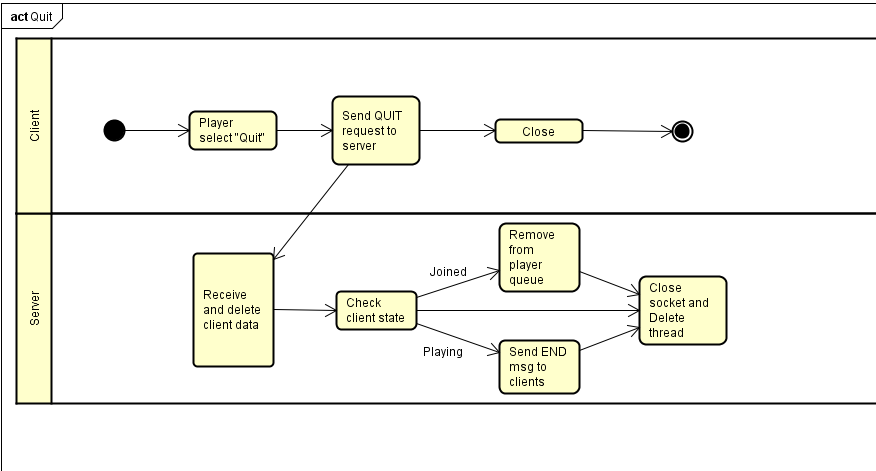 act Quit
Client
Player
select "Quit"
Send QUIT
request to
server
Close
Server
Receive
and delete
client data
Check
client state
Joined
Playing
Remove
from
player
queue
Send END
msg to
clients
Close
socket and
Delete
thread